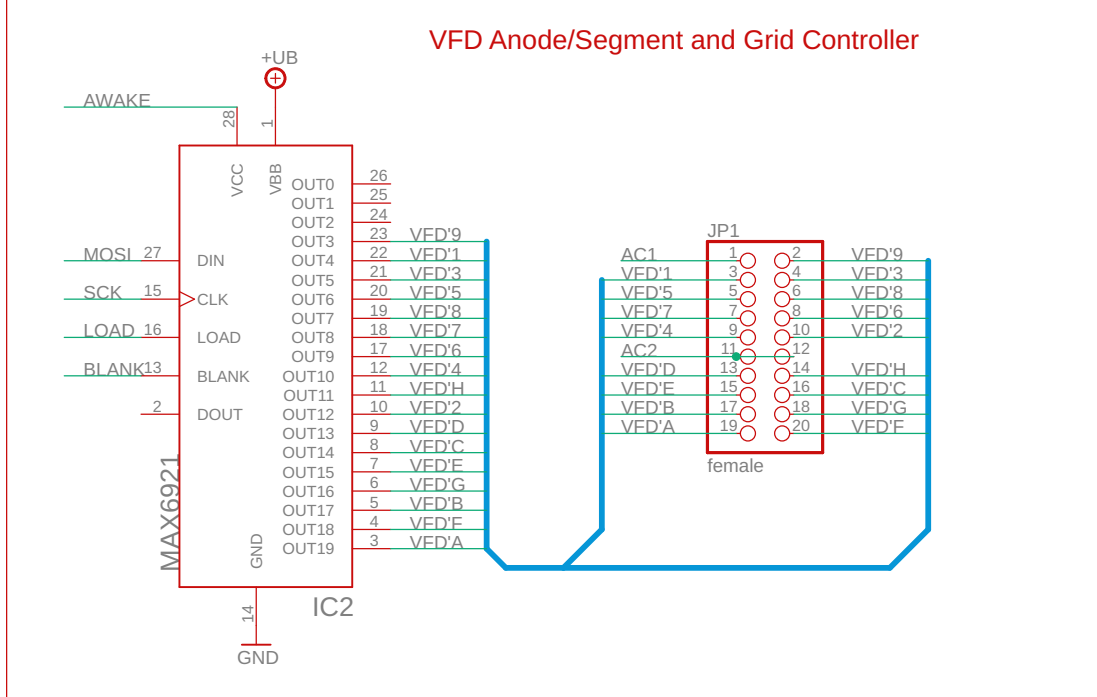 VFD Anode/Segment and Grid Controller
+UB
AWAKE
28
1
VCC
VBB
OUT0 26
OUT1 25
OUT2 24
OUT3 23 VFD'9
OUT4 22 VFD'1
OUT5 21 VFD'3
OUT6 20 VFD'5
OUT7 19 VFD'8
OUT8 18 VFD'7
OUT9 17 VFD'6
OUT10 12 VFD'4
OUT11 11 VFD'H
OUT12 10 VFD'2
OUT13 9 VFD'D
OUT14 8 VFD'C
OUT15 7 VFD'E
OUT16 6 VFD'G
OUT17 5 VFD'B
OUT18 4 VFD'F
OUT19 3 VFD'A
MOSI 27 DIN
SCK 15 CLK
LOAD 16 LOAD
BLANK 13 BLANK
2 DOUT
MAX6921
GND
IC2
14
GND
JP1
AC1 1 2 VFD'9
VFD'1 3 4 VFD'3
VFD'5 5 6 VFD'8
VFD'7 7 8 VFD'6
VFD'4 9 10 VFD'2
AC2 11 12
VFD'D 13 14 VFD'H
VFD'E 15 16 VFD'C
VFD'B 17 18 VFD'G
VFD'A 19 20 VFD'F
female